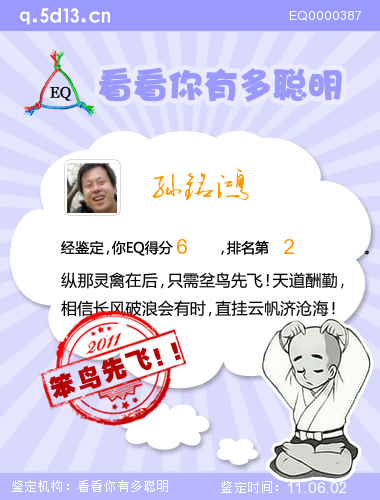 q.5d13.cn EQ0000387
EQ 看看你有多聪明
孙铭鸿
经鉴定,你EQ得分 6 ,排名第 2 。
纵那灵禽在后,只需坌鸟先飞!天道酬勤,
相信长风破浪会有时,直挂云帆济沧海!
2011
笨鸟先飞!!
鉴定机构：看看你有多聪明 鉴定时间：11.06.02